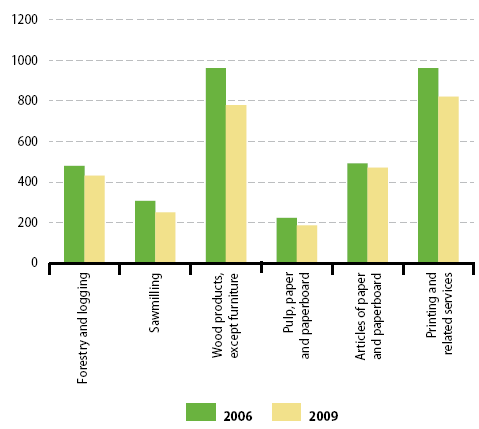 1200
1000
800
600
400
200
0
Forestry and logging
Sawmilling
Wood products,
except furniture
Pulp, paper
and paperboard
Articles of paper
and paperboard
Printing and
related services
2006 2009